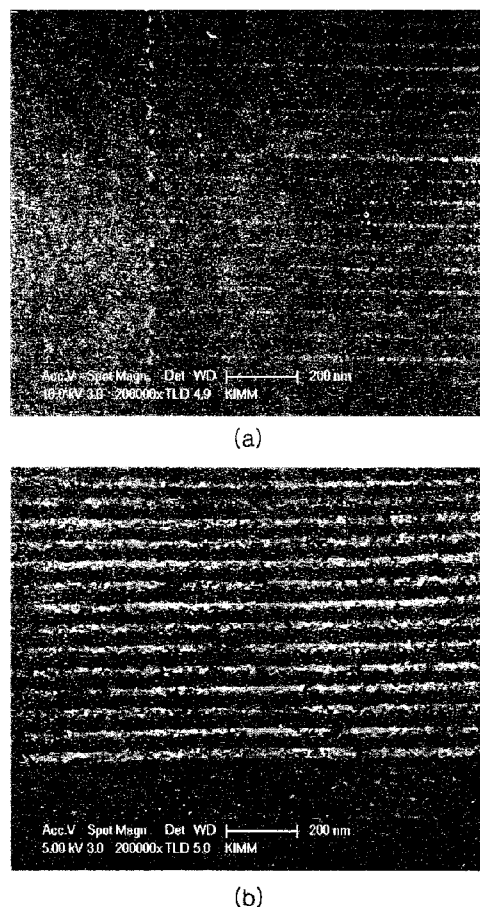 Acc.V Spot Magn Det WD 200 nm
10.0 kV 3.0 200000x TLD 4.9 KIMM
(a)
Acc.V Spot Magn Det WD 200 nm
5.00 kV 3.0 200000x TLD 5.0 KIMM
(b)